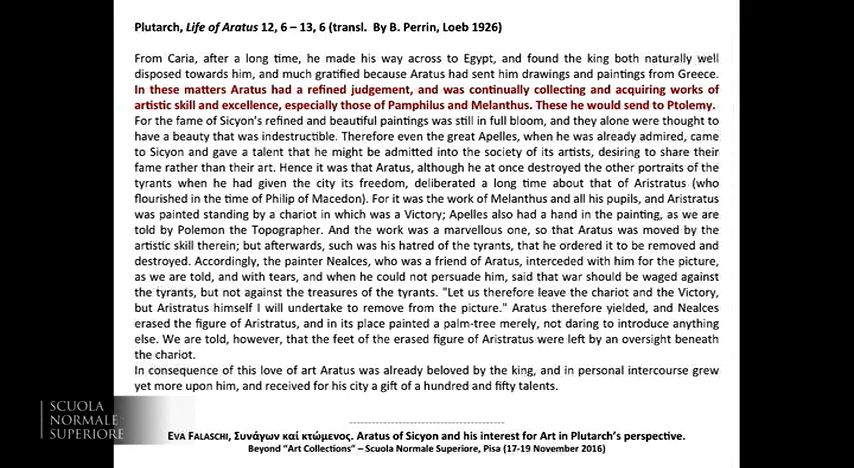 Plutarch, Life of Aratus 12, 6 – 13, 6 (transl.  By B. Perrin, Loeb 1926)
From Caria, after a long time, he made his way across to Egypt, and found the king both naturally well
disposed towards him, and much gratified because Aratus had sent him drawings and paintings from Greece.
In these matters Aratus had a refined judgement, and was continually collecting and acquiring works of
artistic skill and excellence, especially those of Pamphilus and Melanthus. These he would send to Ptolemy.
For the fame of Sicyon's refined and beautiful paintings was still in full bloom, and they alone were thought to
have a beauty that was indestructible. Therefore even the great Apelles, when he was already admired, came
to Sicyon and gave a talent that he might be admitted into the society of its artists, desiring to share their
fame rather than their art. Hence it was that Aratus, although he at once destroyed the other portraits of the
tyrants when he had given the city its freedom, deliberated a long time about that of Aristratus (who
flourished in the time of Philip of Macedon). For it was the work of Melanthus and all his pupils, and Aristratus
was painted standing by a chariot in which was a Victory; Apelles also had a hand in the painting, as we are
told by Polemon the Topographer. And the work was a marvellous one, so that Aratus was moved by the
artistic skill therein; but afterwards, such was his hatred of the tyrants, that he ordered it to be removed and
destroyed. Accordingly, the painter Nealces, who was a friend of Aratus, interceded with him for the picture,
as we are told, and with tears, and when he could not persuade him, said that war should be waged against
the tyrants, but not against the treasures of the tyrants. "Let us therefore leave the chariot and the Victory,
but Aristratus himself I will undertake to remove from the picture." Aratus therefore yielded, and Nealces
erased the figure of Aristratus, and in its place painted a palm-tree merely, not daring to introduce anything
else. We are told, however, that the feet of the erased figure of Aristratus were left by an oversight beneath
the chariot.
In consequence of this love of art Aratus was already beloved by the king, and in personal intercourse grew
yet more upon him, and received for his city a gift of a hundred and fifty talents.
SCUOLA
NORMALE
SUPERIORE
EVA FALASCHI, Συνάγων καί κτώμενος. Aratus of Sicyon and his interest for Art in Plutarch's perspective.
Beyond "Art Collections" – Scuola Normale Superiore, Pisa (17-19 November 2016)